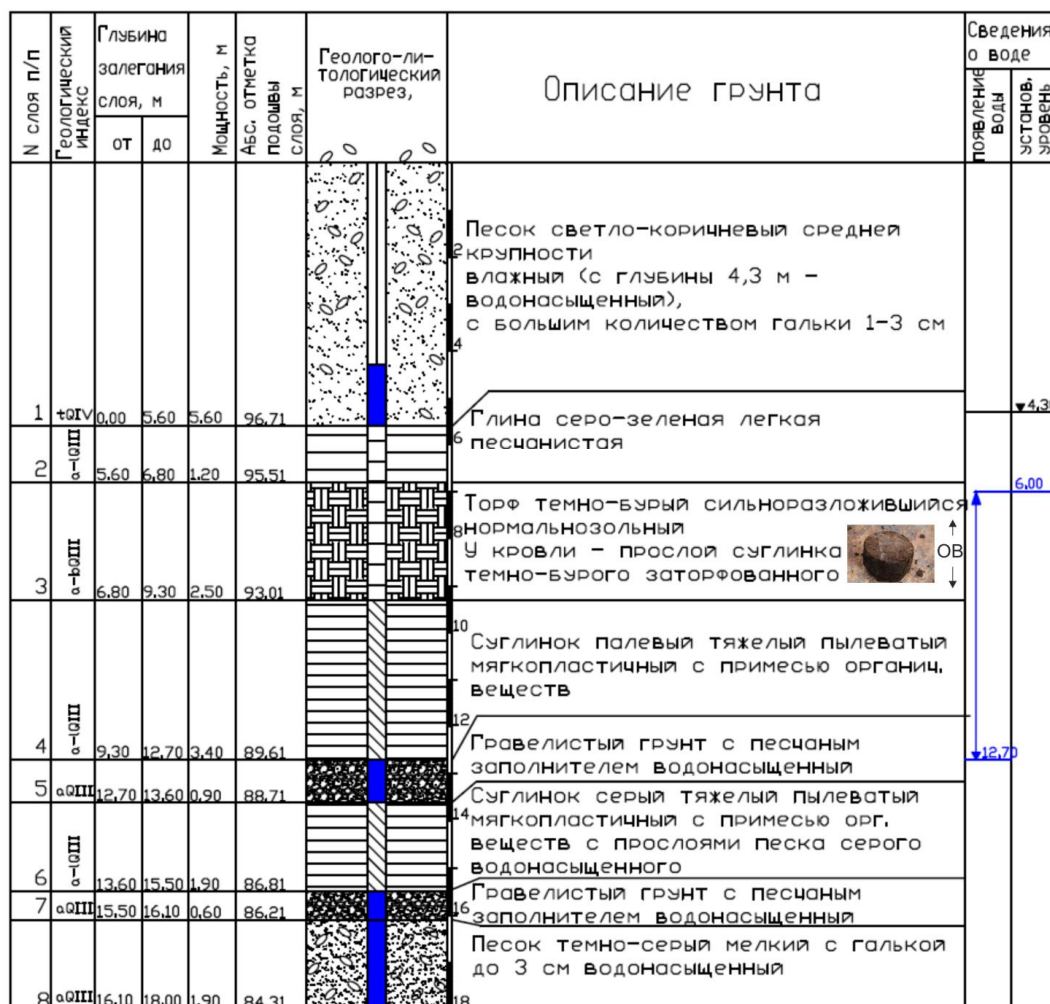 N слоя п/п
Геологический
индекс
Глубина
залегания
слоя, м
от
до
Мощность, м
Абс. отметка
подошвы
слоя, м
Геолого-ли-
тологический
разрез,
Описание грунта
Сведения
о воде
появление
воды
установ.
уровень
Песок светло-коричневый средней
крупности
влажный (с глубины 4,3 м -
водонасыщенный),
с большим количеством гальки 1-3 см
2
4
1 tQIV 0.00 5.60 5.60 96.71
▼4,3
Глина серо-зеленая легкая
песчанистая
6
2 a-lQIII 5.60 6.80 1.20 95.51
6,00
Торф темно-бурый сильноразложившийся
нормальнозольный
У кровли - прослой суглинка
темно-бурого заторфованного
ОВ
8
3 a-bQIII 6.80 9.30 2.50 93.01
10
Суглинок палевый тяжелый пылеватый
мягкопластичный с примесью органич.
веществ
12
4 a-lQIII 9,30 12,70 3,40 89,61
12,70
Гравелистый грунт с песчаным
заполнителем водонасыщенный
5 aQIII 12,70 13,60 0,90 88,71
14
Суглинок серый тяжелый пылеватый
мягкопластичный с примесью орг.
веществ с прослоями песка серого
водонасыщенного
6 a-lQIII 13,60 15,50 1,90 86,81
Гравелистый грунт с песчаным
заполнителем водонасыщенный
16
7 aQIII 15,50 16,10 0,60 86,21
Песок темно-серый мелкий с галькой
до 3 см водонасыщенный
8 aQIII 16,10 18,00 1,90 84,31
18